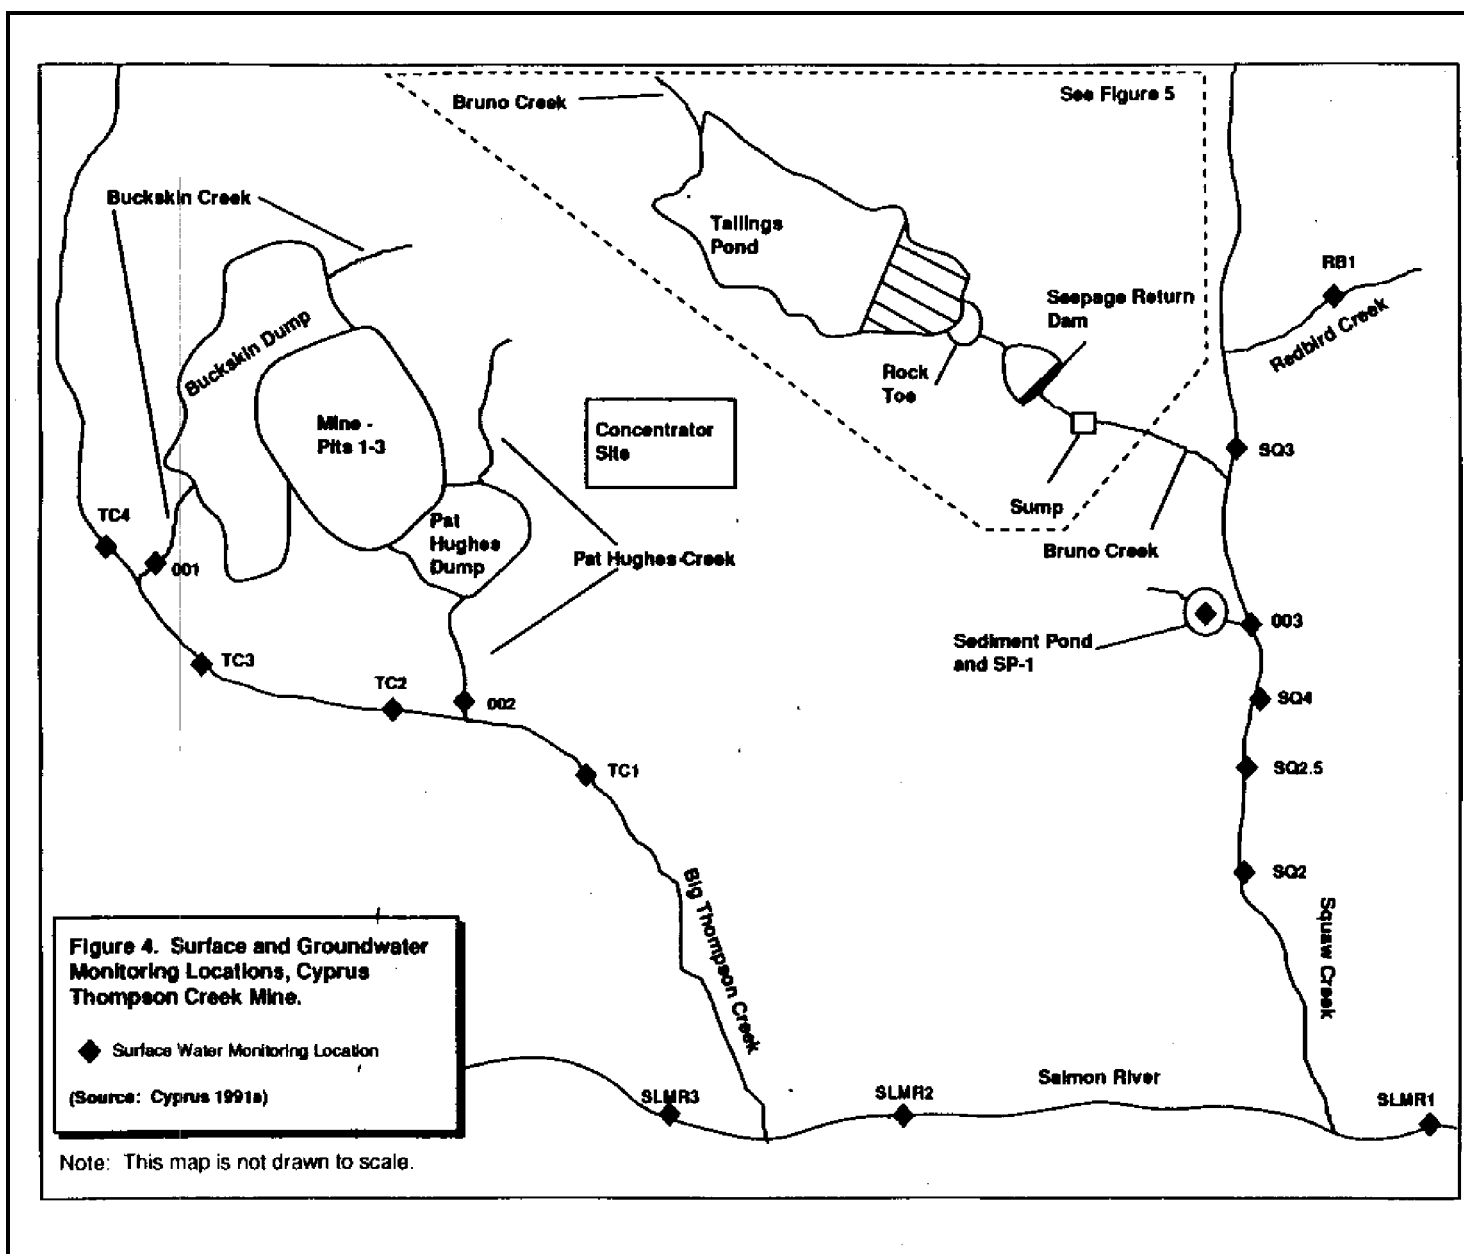 Bruno Creek
See Figure 5
Buckskin Creek
Tailings
Pond
RB1
Seepage Return
Dam
Redbird Creek
Buckskin Dump
Rock
Toe
Mine -
Pits 1-3
Concentrator
Site
SQ3
Sump
TC4
Pat
Hughes
Dump
Bruno Creek
Pat Hughes Creek
001
003
Sediment Pond
and SP-1
TC3
TC2
002
SQ4
TC1
SQ2.5
SQ2
Big Thompson Creek
Squaw Creek
Figure 4. Surface and Groundwater
Monitoring Locations, Cyprus
Thompson Creek Mine.
Surface Water Monitoring Location
(Source: Cyprus 1991a)
Salmon River
SLMR3
SLMR2
SLMR1
Note: This map is not drawn to scale.